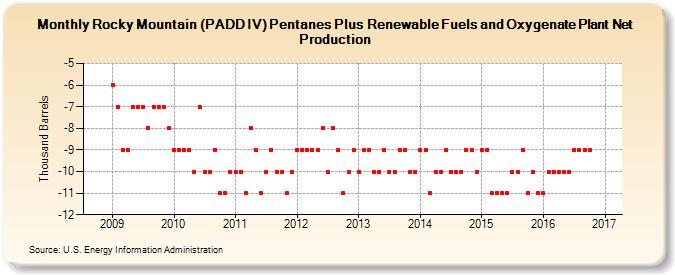 Monthly Rocky Mountain (PADD IV) Pentanes Plus Renewable Fuels and Oxygenate Plant Net
Production
Thousand Barrels
-5
-6
-7
-8
-9
-10
-11
-12
2009 2010 2011 2012 2013 2014 2015 2016 2017
Source: U.S. Energy Information Administration